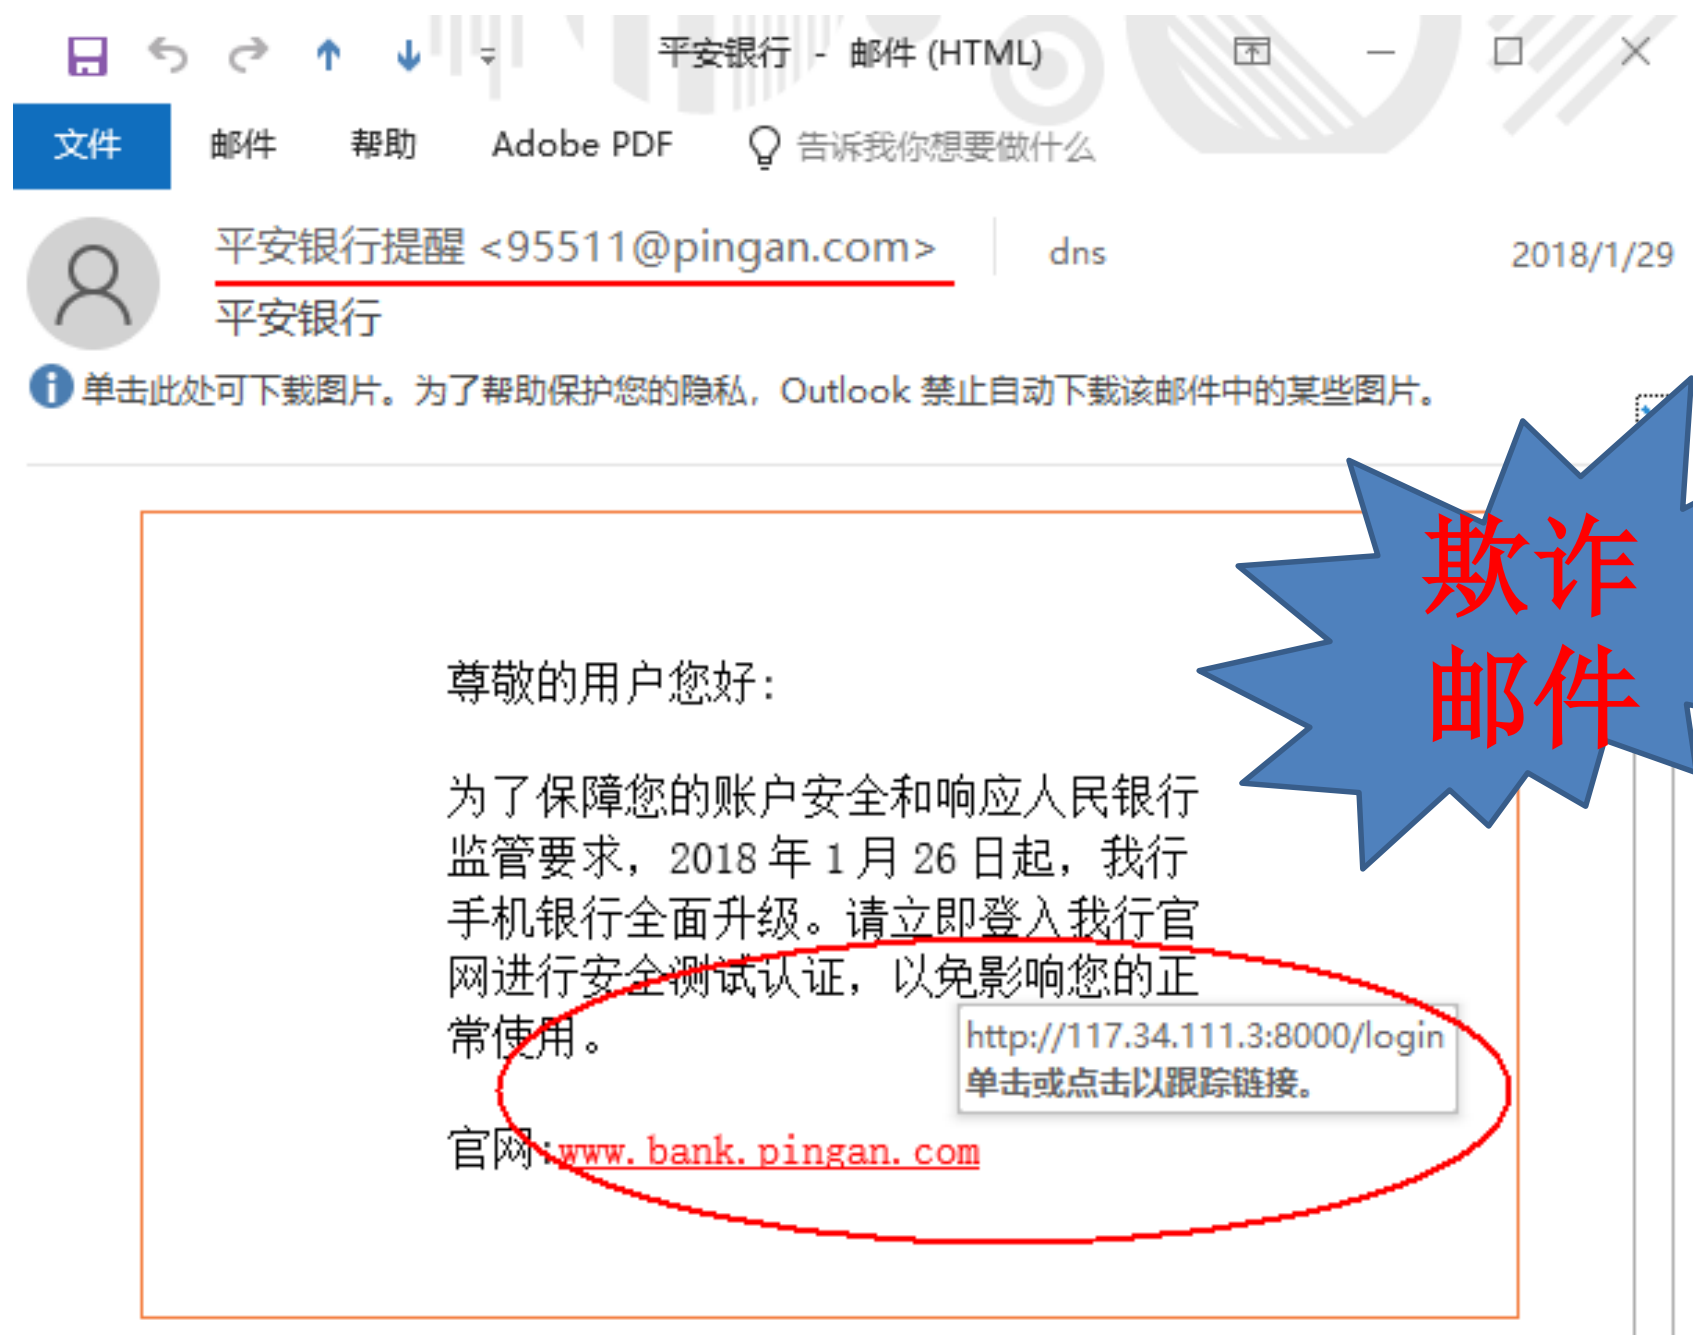 平安银行 - 邮件 (HTML)
文件 邮件 帮助 Adobe PDF 告诉我你想要做什么
平安银行提醒 <95511@pingan.com> dns 2018/1/29
平安银行
单击此处可下载图片。为了帮助保护您的隐私，Outlook 禁止自动下载该邮件中的某些图片。
欺诈
邮件
尊敬的用户您好：
为了保障您的账户安全和响应人民银行
监管要求，2018 年 1 月 26 日起，我行
手机银行全面升级。请立即登入我行官
网进行安全测试认证，以免影响您的正
常使用。
http://117.34.111.3:8000/login
单击或点击以跟踪链接。
官网:www.bank.pingan.com